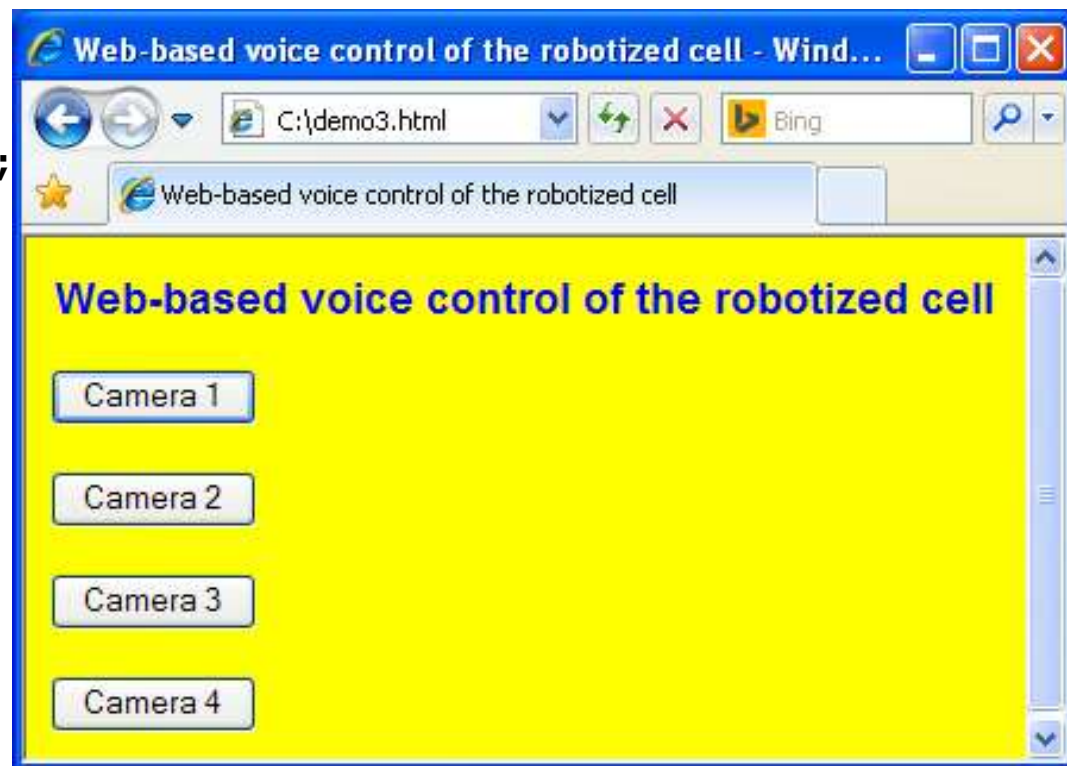 Web-based voice control of the robotized cell - Wind...
C:\demo3.html
Bing
;
Web-based voice control of the robotized cell
Web-based voice control of the robotized cell
Camera 1
Camera 2
Camera 3
Camera 4